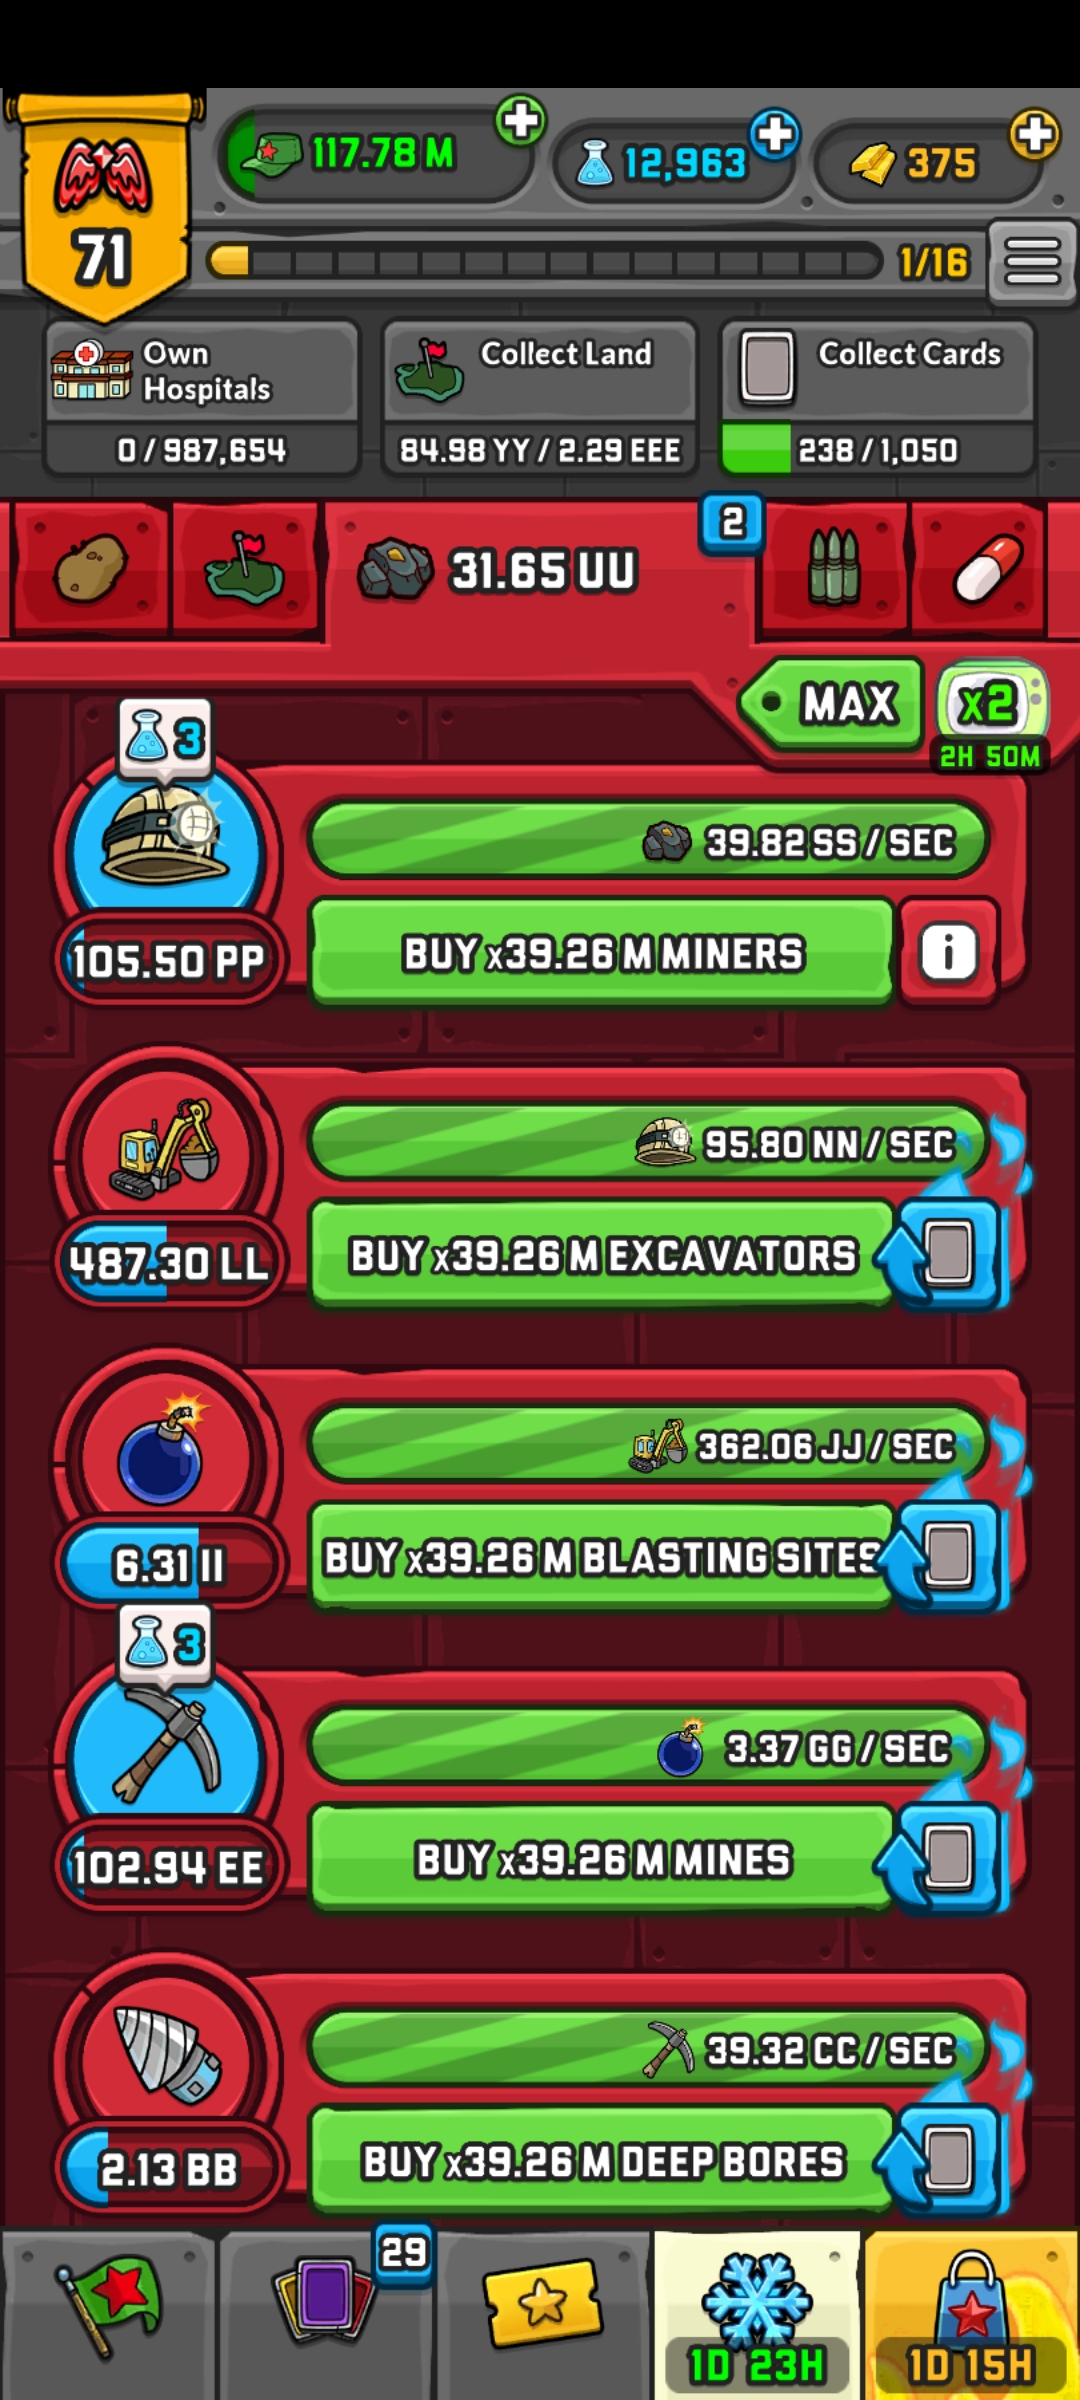 117.78 M
12,963
375
71
1/16
Own
Hospitals
Collect Land
Collect Cards
0 / 987,654
84.98 YY / 2.29 EEE
238 / 1,050
31.65 UU
2
MAX
x2
2H 50M
3
39.82 SS / SEC
105.50 PP
BUY x39.26 M MINERS
i
95.80 NN / SEC
487.30 LL
BUY x39.26 M EXCAVATORS
362.06 JJ / SEC
6.31 II
BUY x39.26 M BLASTING SITES
3
3.37 GG / SEC
102.94 EE
BUY x39.26 M MINES
39.32 CC / SEC
2.13 BB
BUY x39.26 M DEEP BORES
29
1D 23H
1D 15H